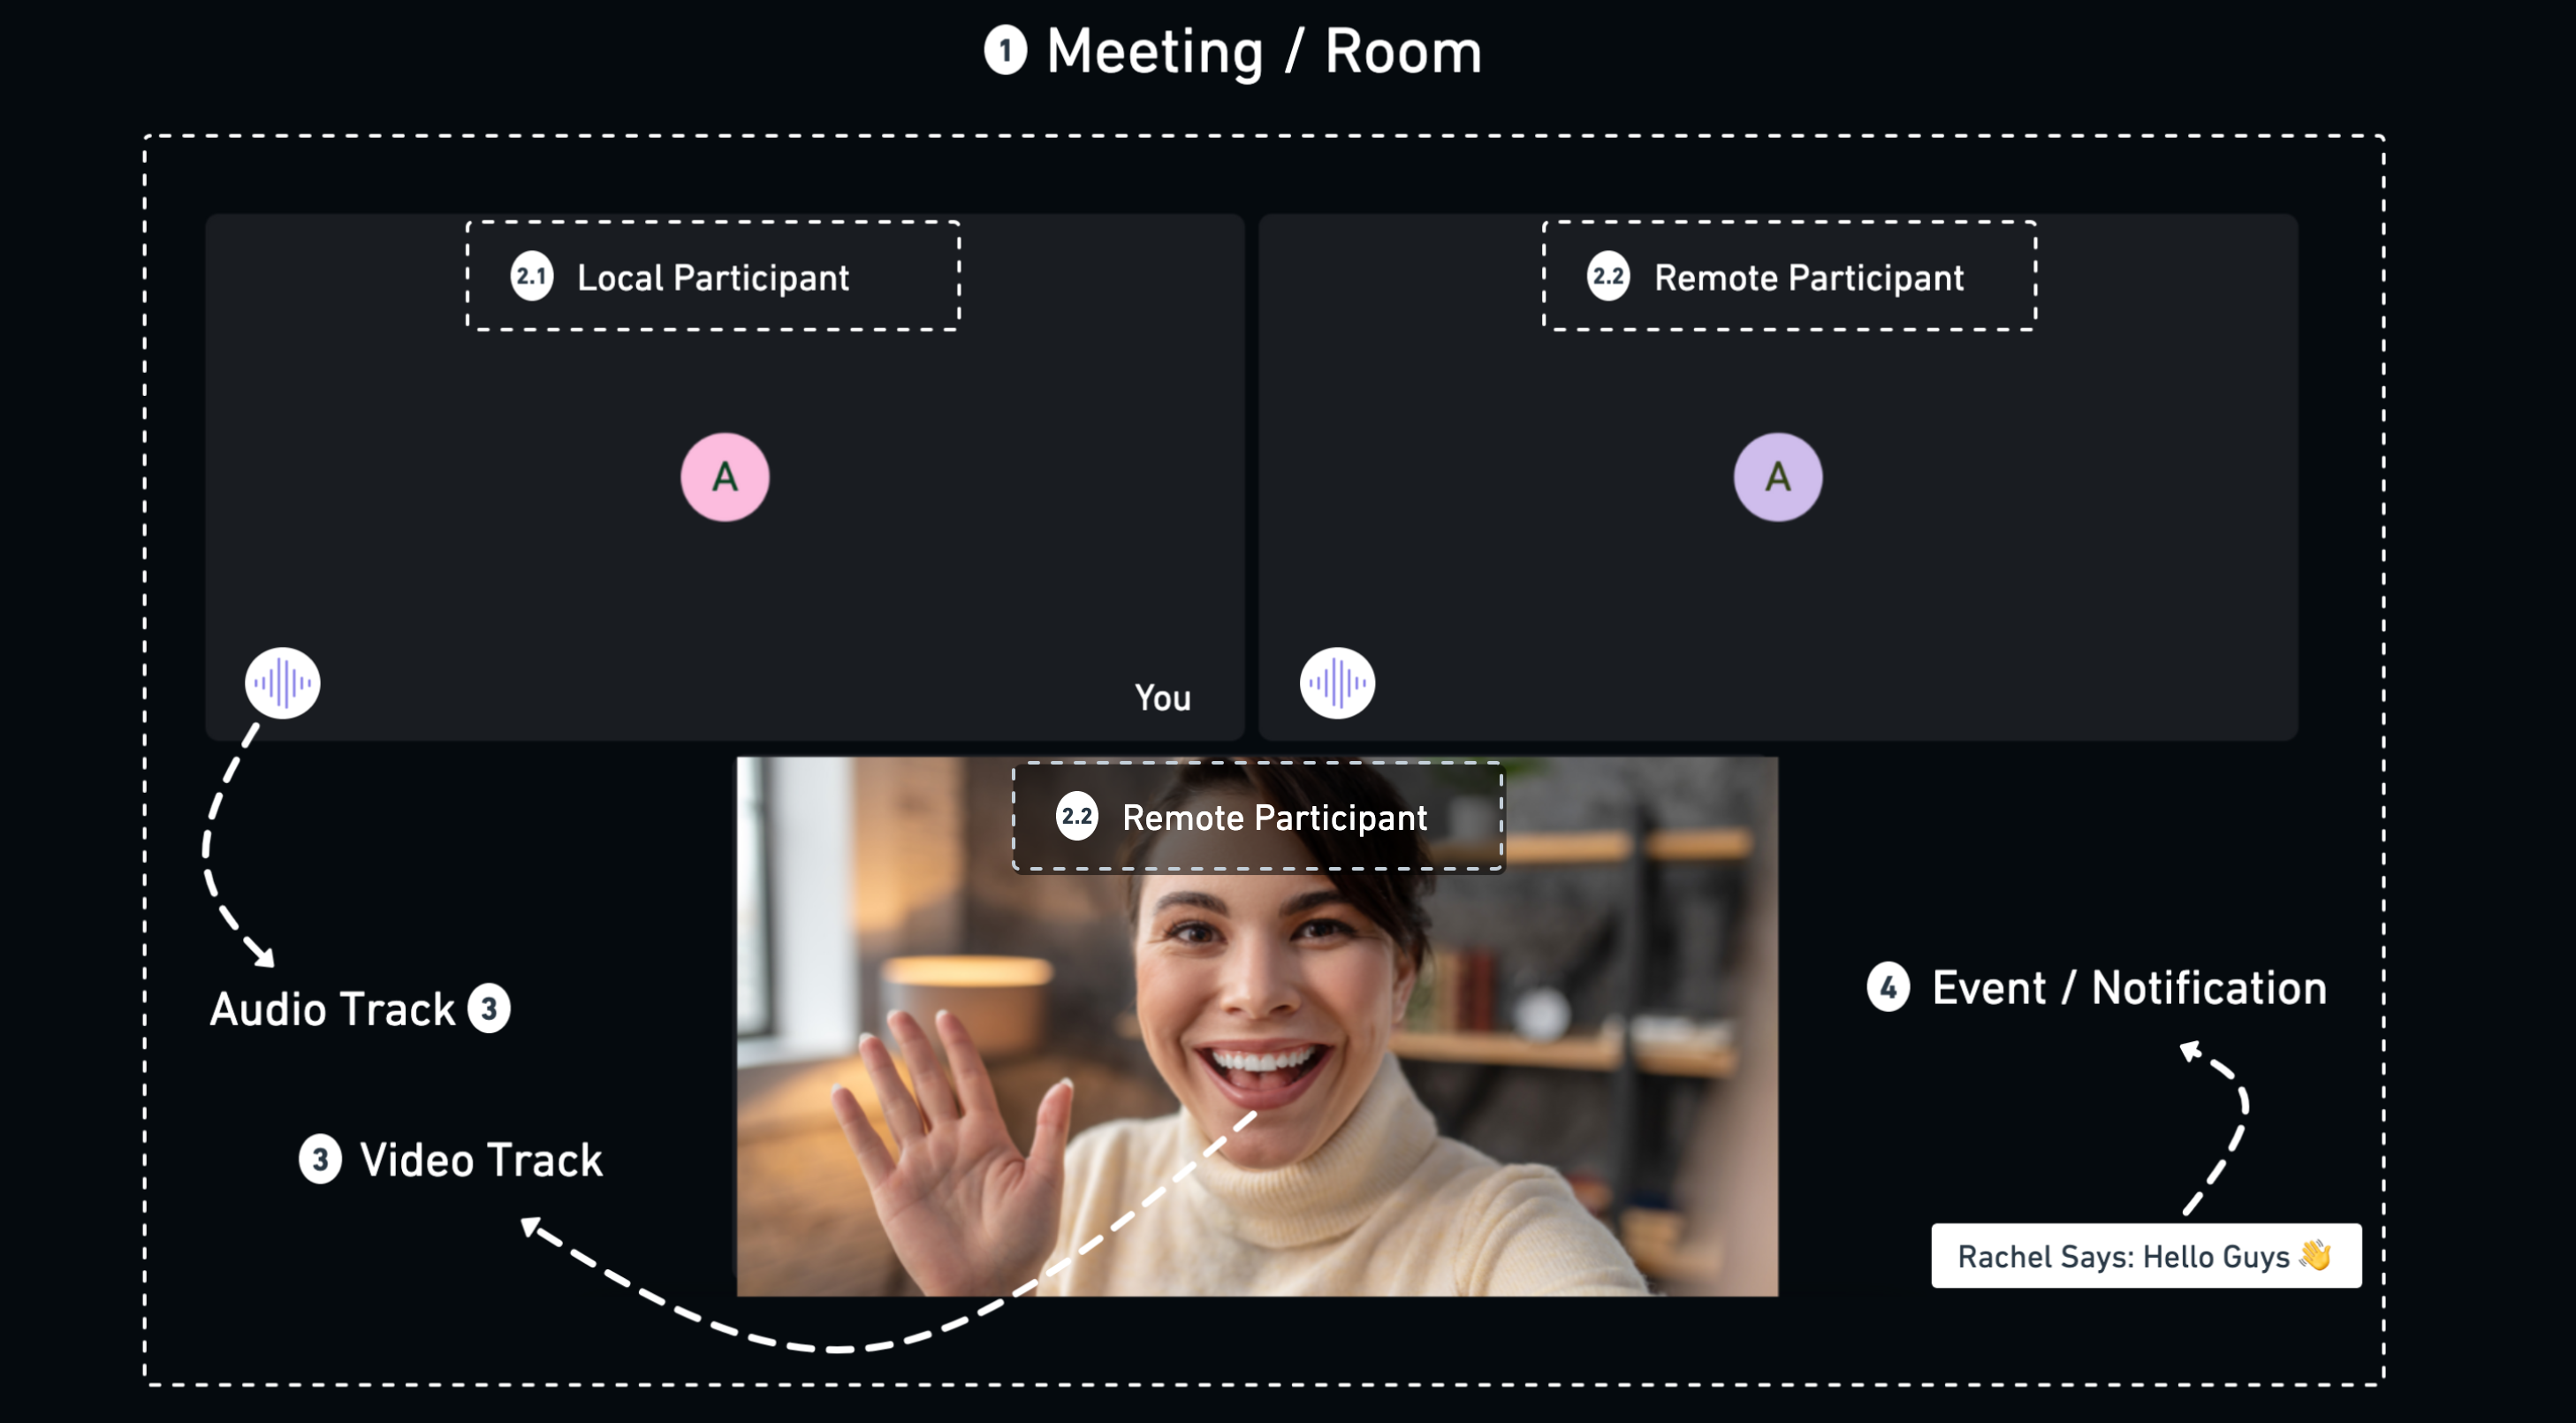 1 Meeting / Room
2.1 Local Participant
2.2 Remote Participant
A
A
You
2.2 Remote Participant
Audio Track 3
4 Event / Notification
3 Video Track
Rachel Says: Hello Guys 👋